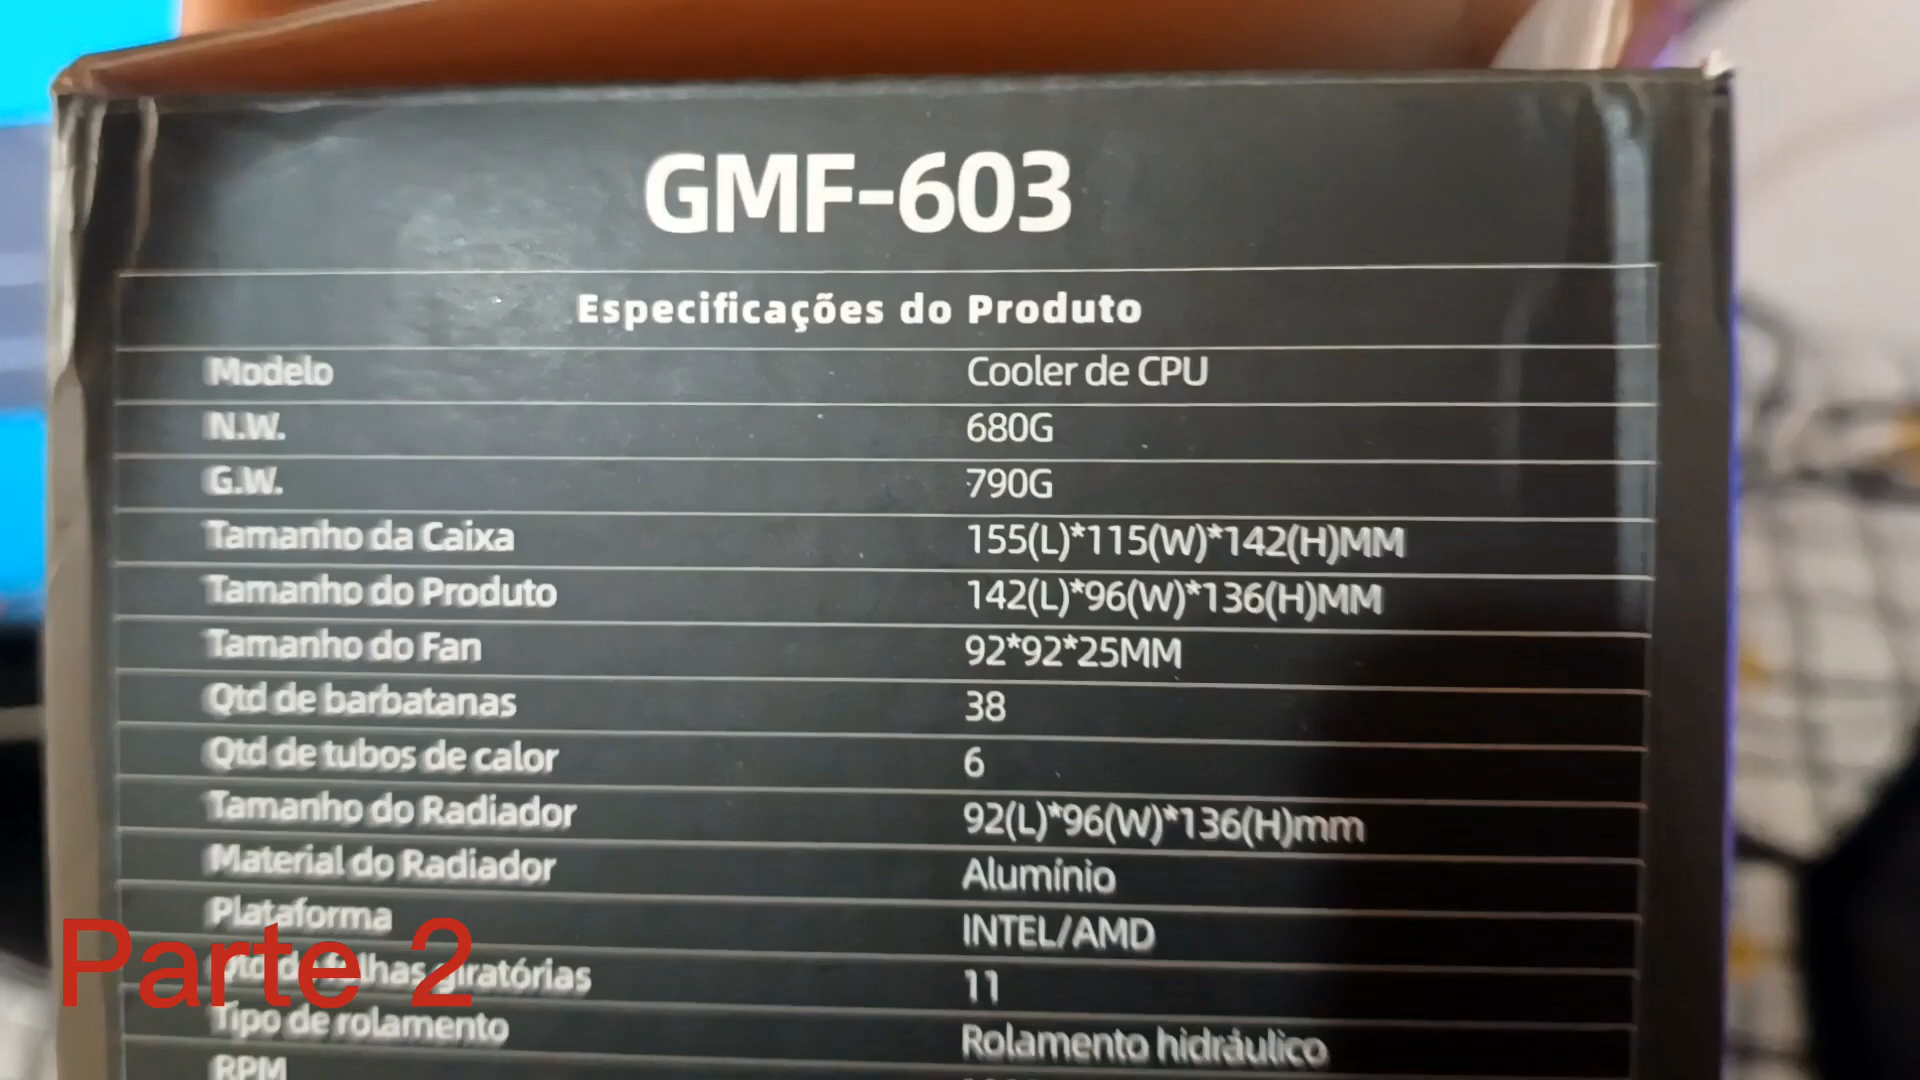 GMF-603
Especificações do Produto
Modelo Cooler de CPU
N.W. 680G
G.W. 790G
Tamanho da Caixa 155(L)*115(W)*142(H)MM
Tamanho do Produto 142(L)*96(W)*136(H)MM
Tamanho do Fan 92*92*25MM
Qtd de barbatanas 38
Qtd de tubos de calor 6
Tamanho do Radiador 92(L)*96(W)*136(H)mm
Material do Radiador Alumínio
Plataforma INTEL/AMD
Qtd de folhas giratórias 11
Tipo de rolamento Rolamento hidráulico
RPM
Parte 2